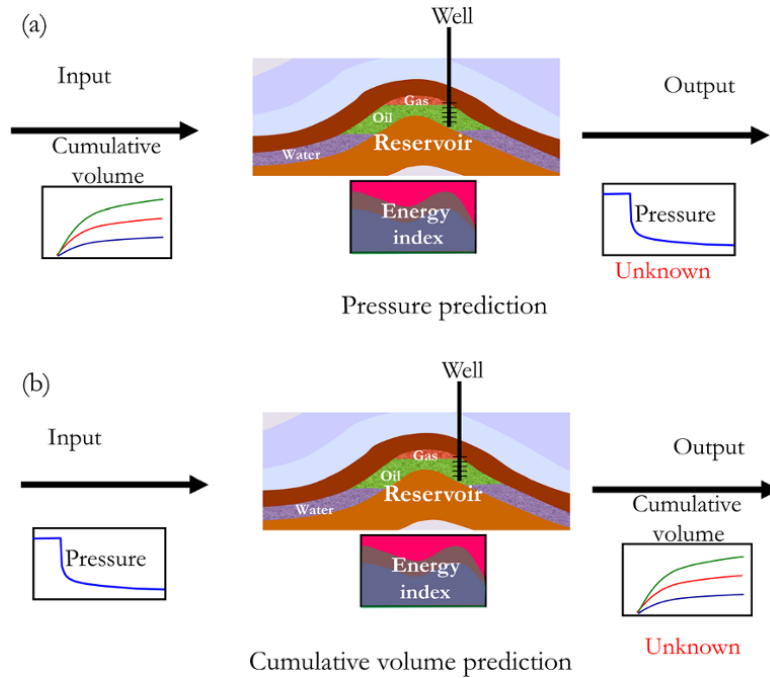 (a)
Well
Input
Output
Gas
Oil
Reservoir
Water
Cumulative
volume
Energy
index
Pressure
Unknown
Pressure prediction
(b)
Well
Input
Output
Gas
Oil
Reservoir
Water
Cumulative
volume
Pressure
Energy
index
Unknown
Cumulative volume prediction